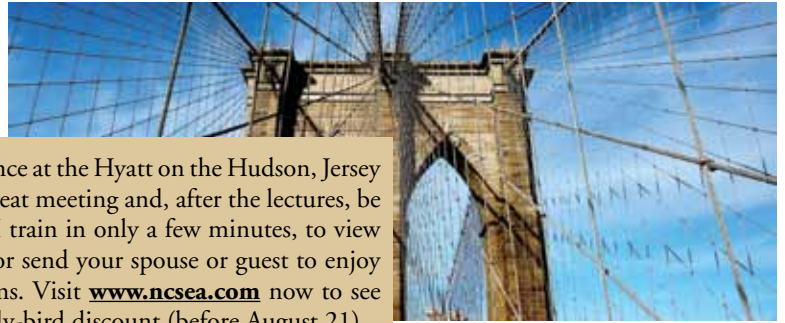 nce at the Hyatt on the Hudson, Jersey
eat meeting and, after the lectures, be
train in only a few minutes, to view
or send your spouse or guest to enjoy
ns. Visit www.ncsea.com now to see
ly-bird discount (before August 21)